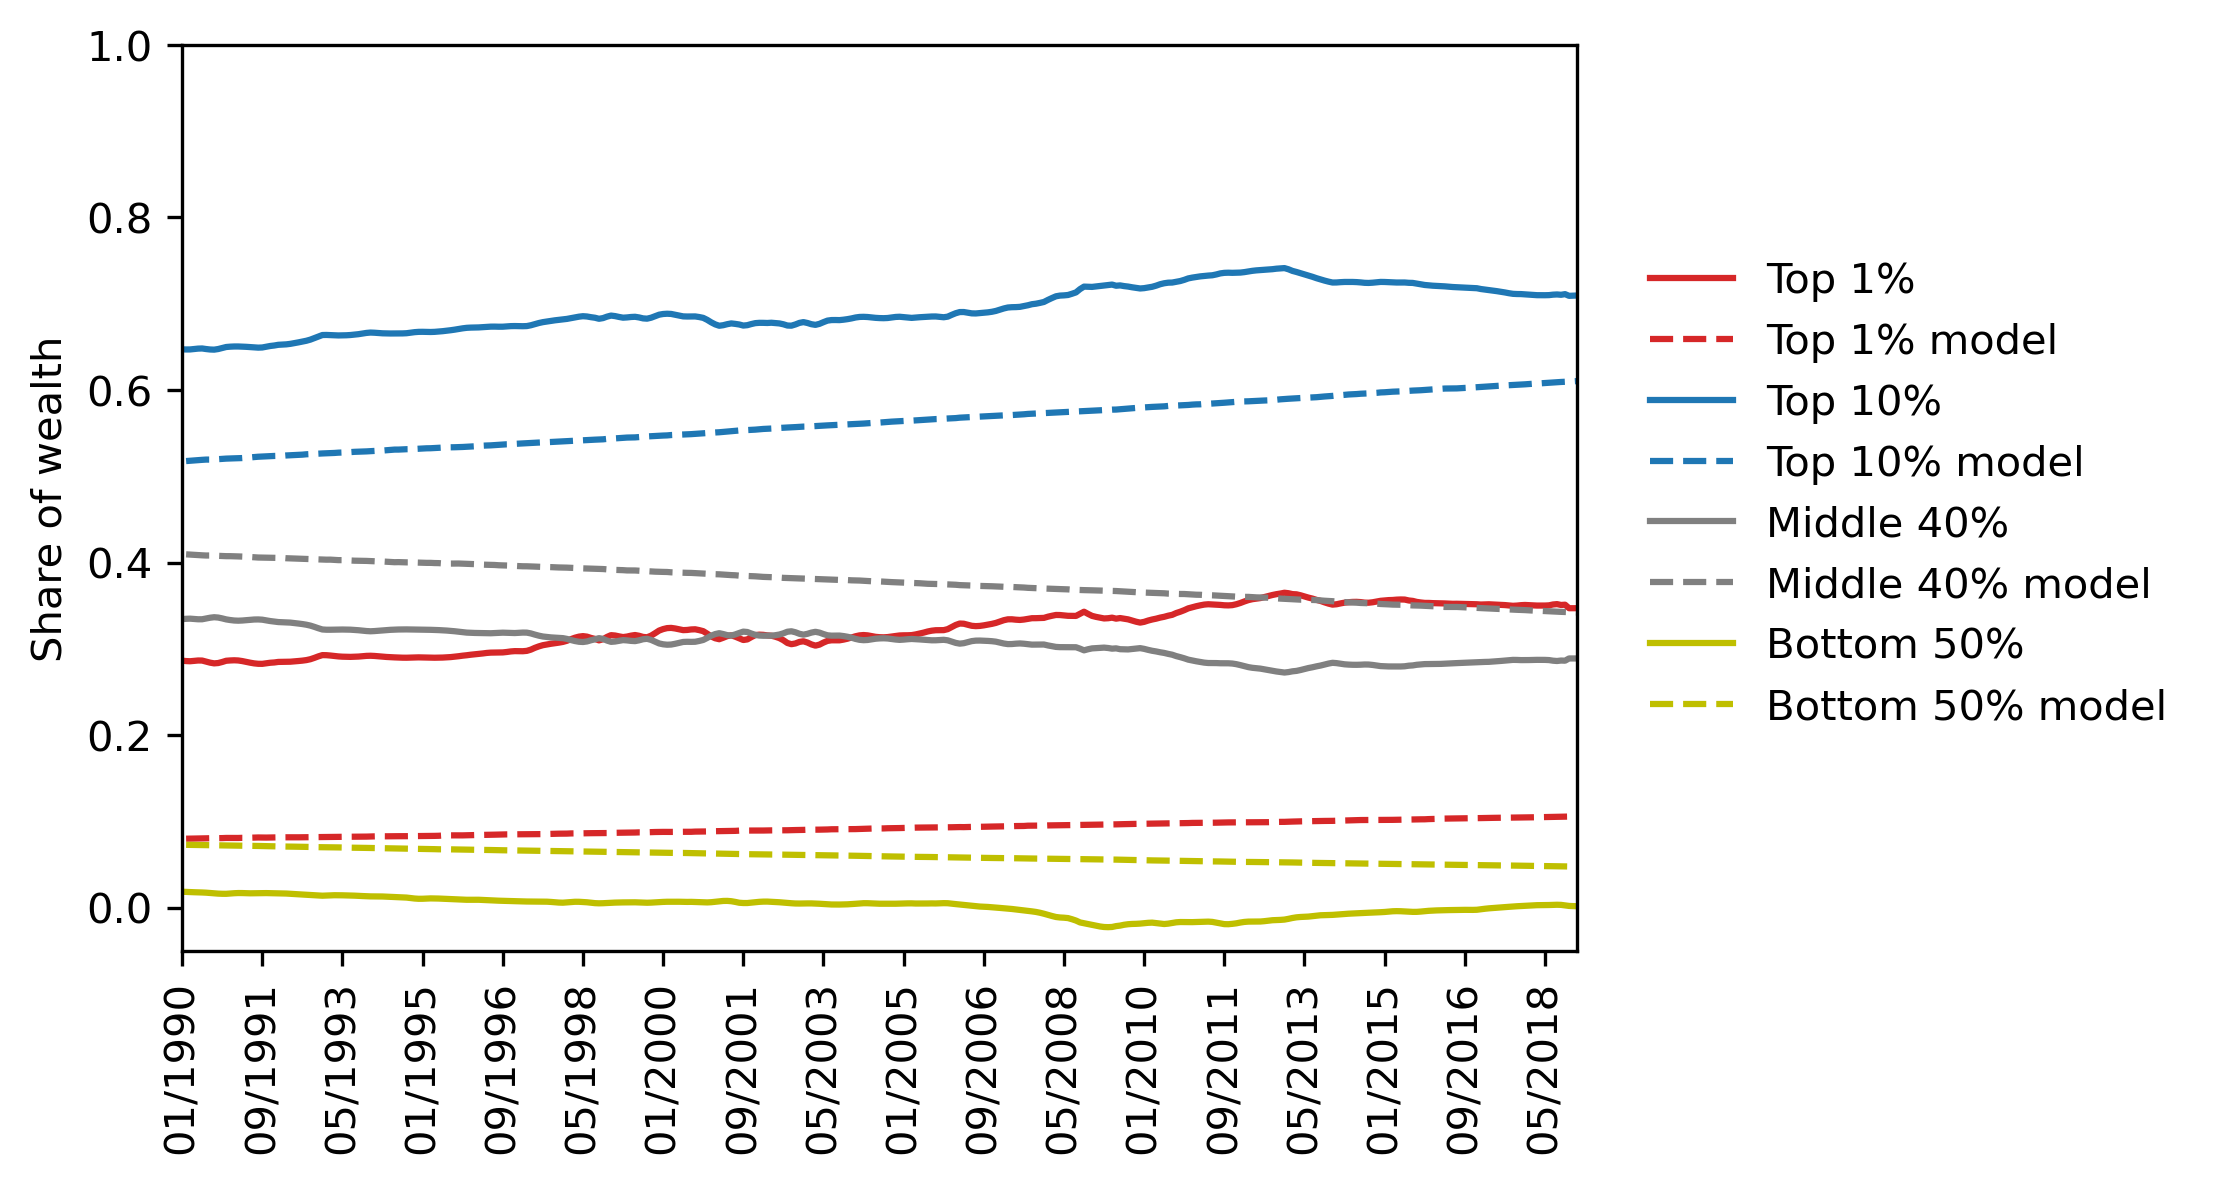 Share of wealth
1.0
0.8
0.6
0.4
0.2
0.0
01/1990
09/1991
05/1993
01/1995
09/1996
05/1998
01/2000
09/2001
05/2003
01/2005
09/2006
05/2008
01/2010
09/2011
05/2013
01/2015
09/2016
05/2018
Top 1%
Top 1% model
Top 10%
Top 10% model
Middle 40%
Middle 40% model
Bottom 50%
Bottom 50% model